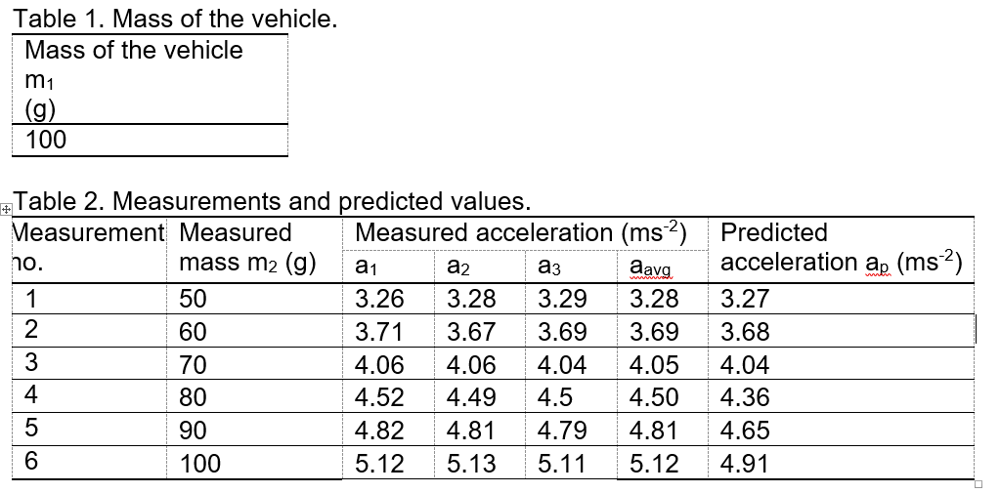 Table 1. Mass of the vehicle.
Mass of the vehicle
m₁
(g)
100
Table 2. Measurements and predicted values.
Measurement no. Measured mass m₂ (g) Measured acceleration (ms⁻²) Predicted acceleration aₚ (ms⁻²)
a₁ a₂ a₃ aavg
1 50 3.26 3.28 3.29 3.28 3.27
2 60 3.71 3.67 3.69 3.69 3.68
3 70 4.06 4.06 4.04 4.05 4.04
4 80 4.52 4.49 4.5 4.50 4.36
5 90 4.82 4.81 4.79 4.81 4.65
6 100 5.12 5.13 5.11 5.12 4.91